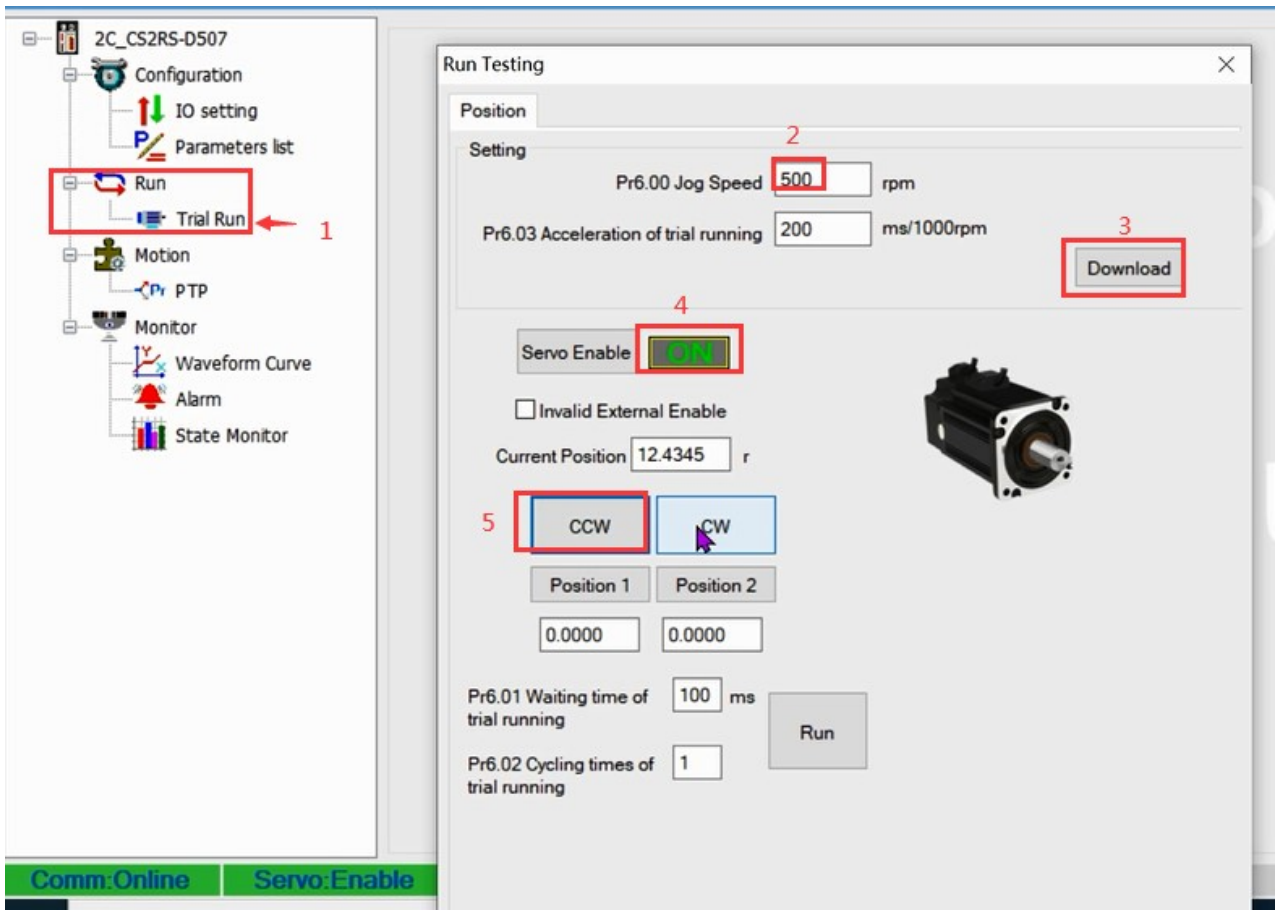 2C_CS2RS-D507
Configuration
IO setting
Parameters list
Run
Trial Run
1
Motion
PTP
Monitor
Waveform Curve
Alarm
State Monitor
Run Testing
Position
Setting
2
Pr6.00 Jog Speed 500 rpm
Pr6.03 Acceleration of trial running 200 ms/1000rpm
3
Download
4
Servo Enable ON
Invalid External Enable
Current Position 12.4345 r
5 CCW CW
Position 1 Position 2
0.0000 0.0000
Pr6.01 Waiting time of 100 ms
trial running
Run
Pr6.02 Cycling times of 1
trial running
Comm:Online Servo:Enable